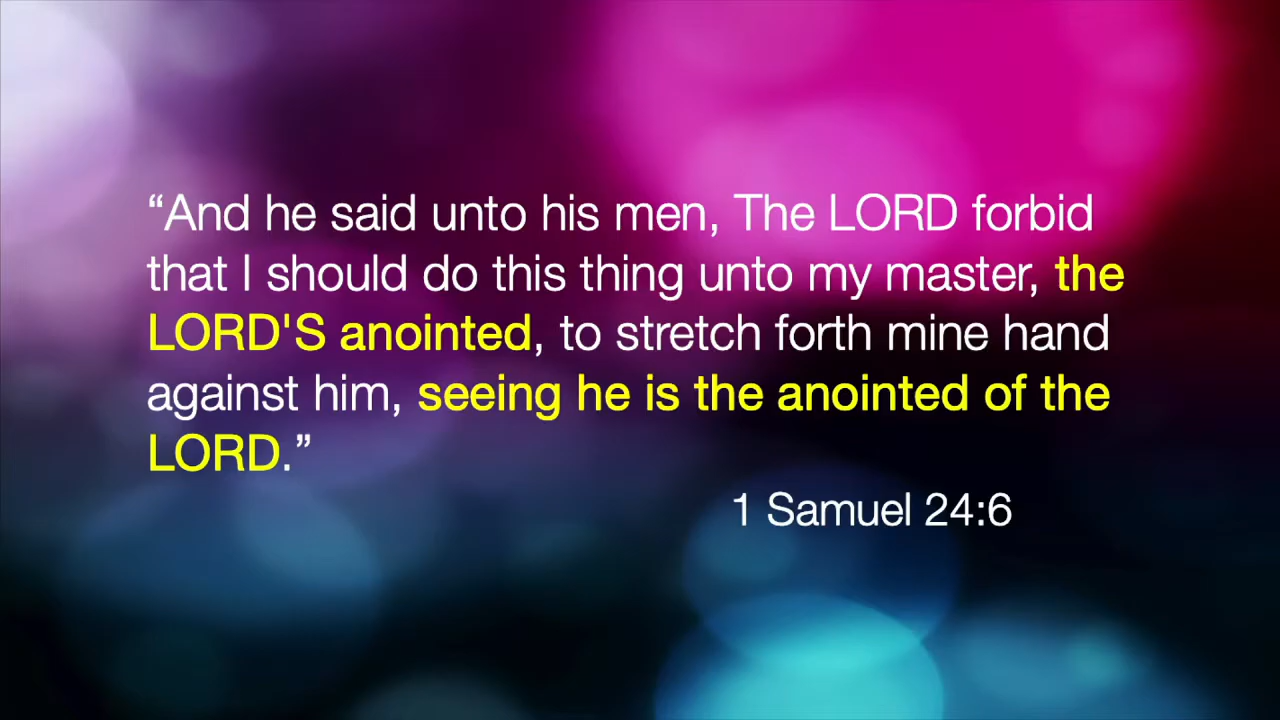 “And he said unto his men, The LORD forbid
that I should do this thing unto my master, the
LORD'S anointed, to stretch forth mine hand
against him, seeing he is the anointed of the
LORD.”
1 Samuel 24:6